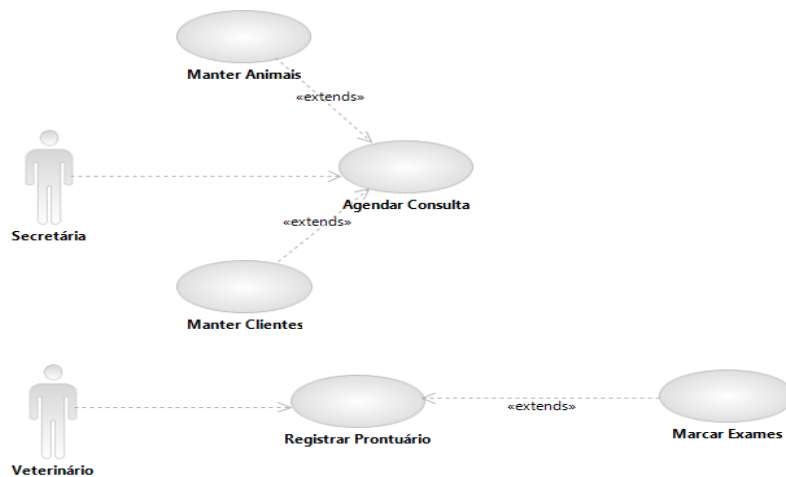 Manter Animais
«extends»
Agendar Consulta
Secretária
«extends»
Manter Clientes
Registrar Prontuário
«extends»
Marcar Exames
Veterinário